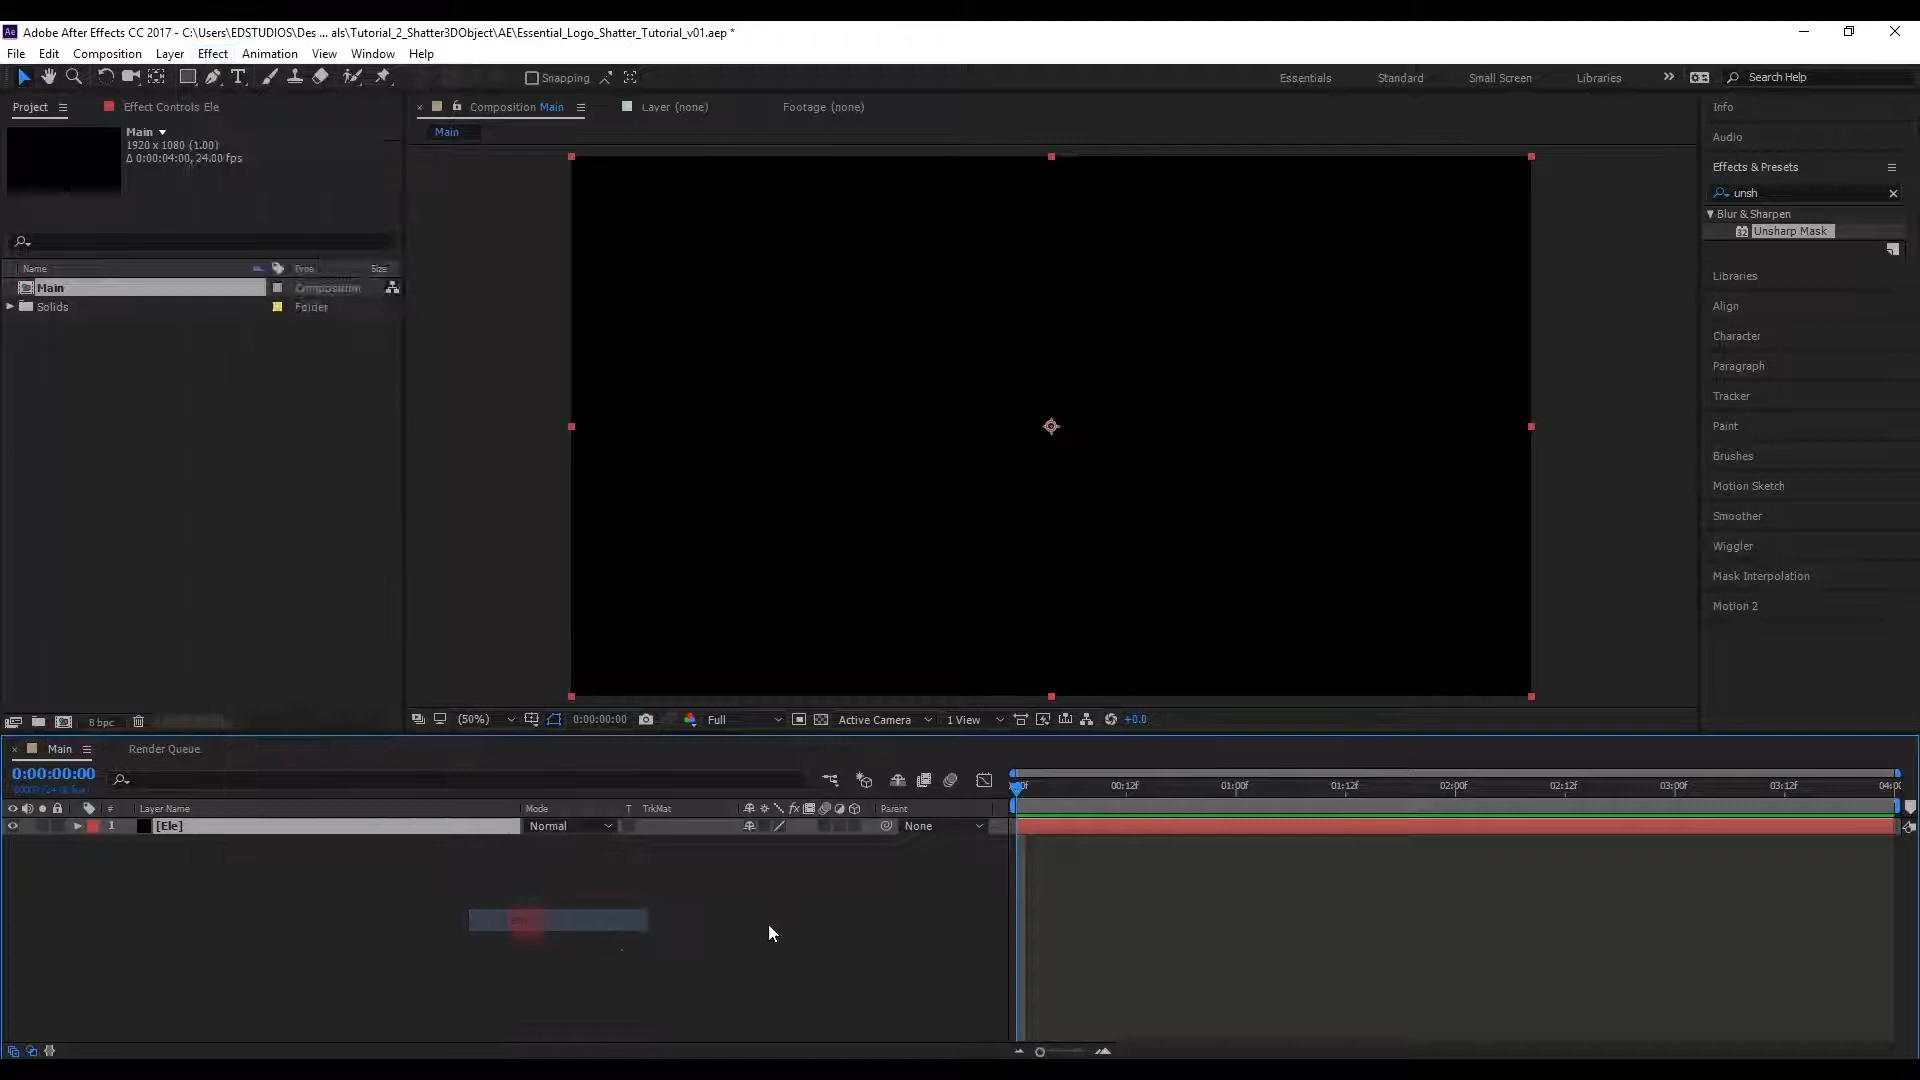 Adobe After Effects CC 2017 - C:\Users\EDSTUDIOS\Des ... als\Tutorial_2_Shatter3DObject\AE\Essential_Logo_Shatter_Tutorial_v01.aep *
File Edit Composition Layer Effect Animation View Window Help
Snapping Essentials Standard Small Screen Libraries Search Help
Project Effect Controls Ele Composition Main Layer (none) Footage (none) Info
Main
1920 x 1080 (1.00)
Δ 0:00:04:00, 24.00 fps
Main
Audio
Effects & Presets
unsh
Blur & Sharpen
Unsharp Mask
Name Type Size
Main Composition
Solids Folder
Libraries
Align
Character
Paragraph
Tracker
Paint
Brushes
Motion Sketch
Smoother
Wiggler
Mask Interpolation
Motion 2
8 bpc (50%) 0:00:00:00 Full Active Camera 1 View +0.0
Main Render Queue
0:00:00:00
00:12f 01:00f 01:12f 02:00f 02:12f 03:00f 03:12f
# Layer Name Mode T TrkMat fx Parent
1 [Ele] Normal None